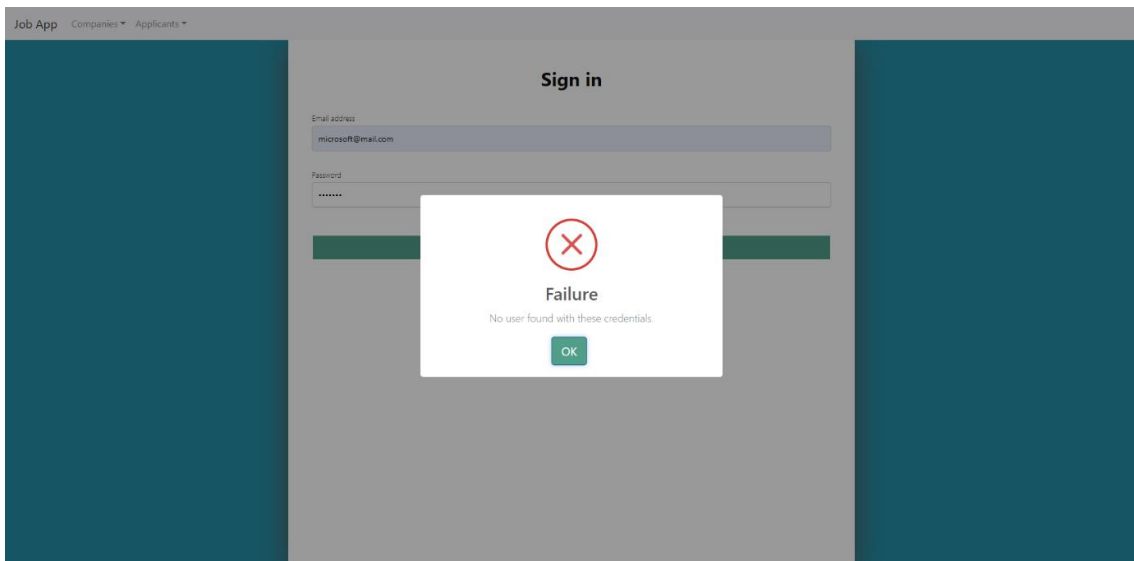 Job App Companies Applicants
Sign in
Email address
microsoft@mail.com
Password
•••••••
Failure
No user found with these credentials.
OK